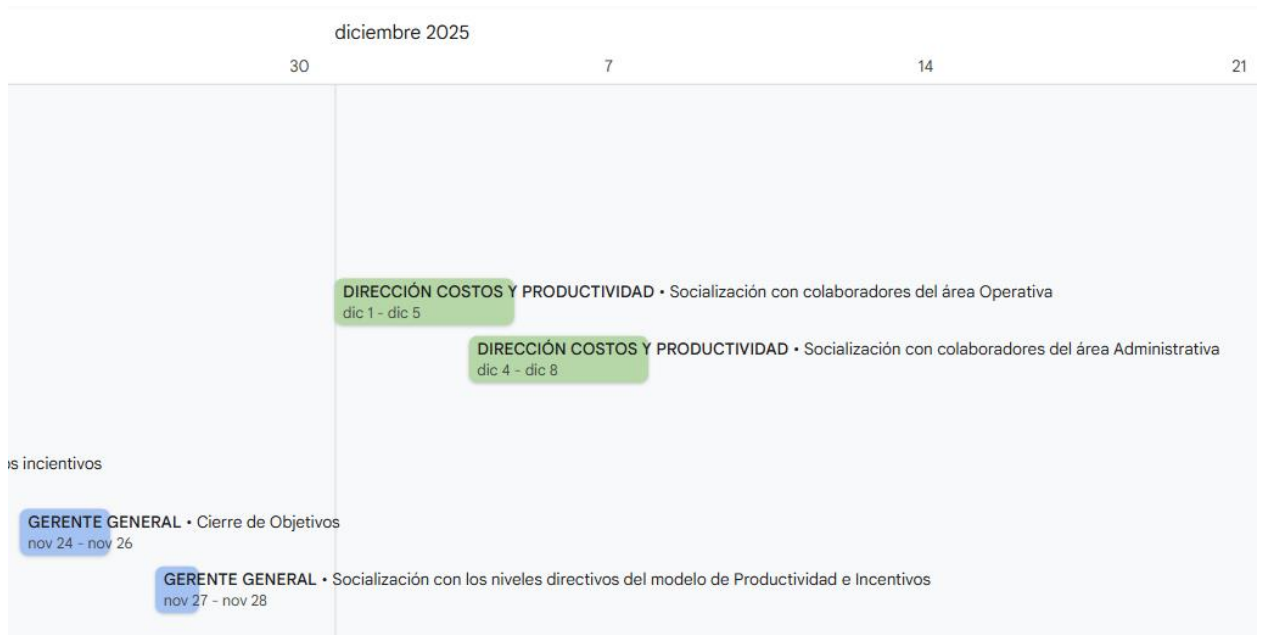 diciembre 2025
30 7 14 21
DIRECCIÓN COSTOS Y PRODUCTIVIDAD • Socialización con colaboradores del área Operativa
dic 1 - dic 5
DIRECCIÓN COSTOS Y PRODUCTIVIDAD • Socialización con colaboradores del área Administrativa
dic 4 - dic 8
os incientivos
GERENTE GENERAL • Cierre de Objetivos
nov 24 - nov 26
GERENTE GENERAL • Socialización con los niveles directivos del modelo de Productividad e Incentivos
nov 27 - nov 28